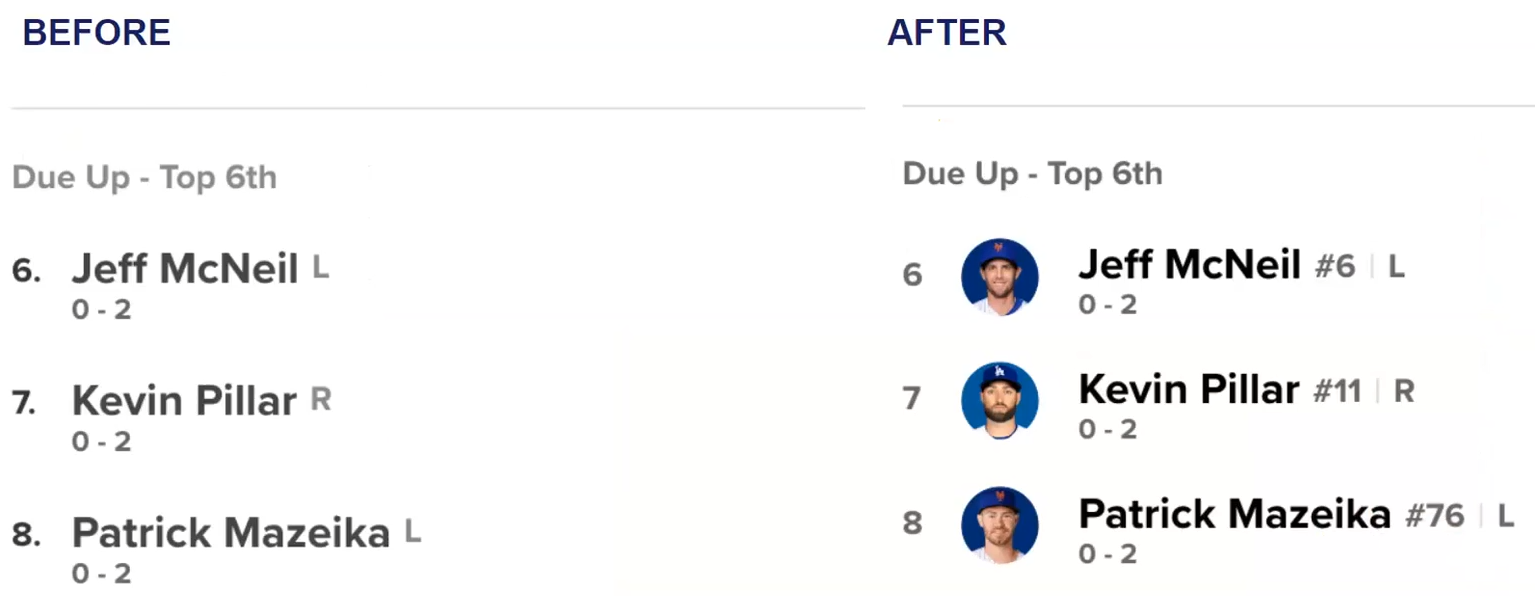 BEFORE
Due Up - Top 6th
6. Jeff McNeil L
0 - 2
7. Kevin Pillar R
0 - 2
8. Patrick Mazeika L
0 - 2
AFTER
Due Up - Top 6th
6 Jeff McNeil #6 | L
0 - 2
7 Kevin Pillar #11 | R
0 - 2
8 Patrick Mazeika #76 | L
0 - 2